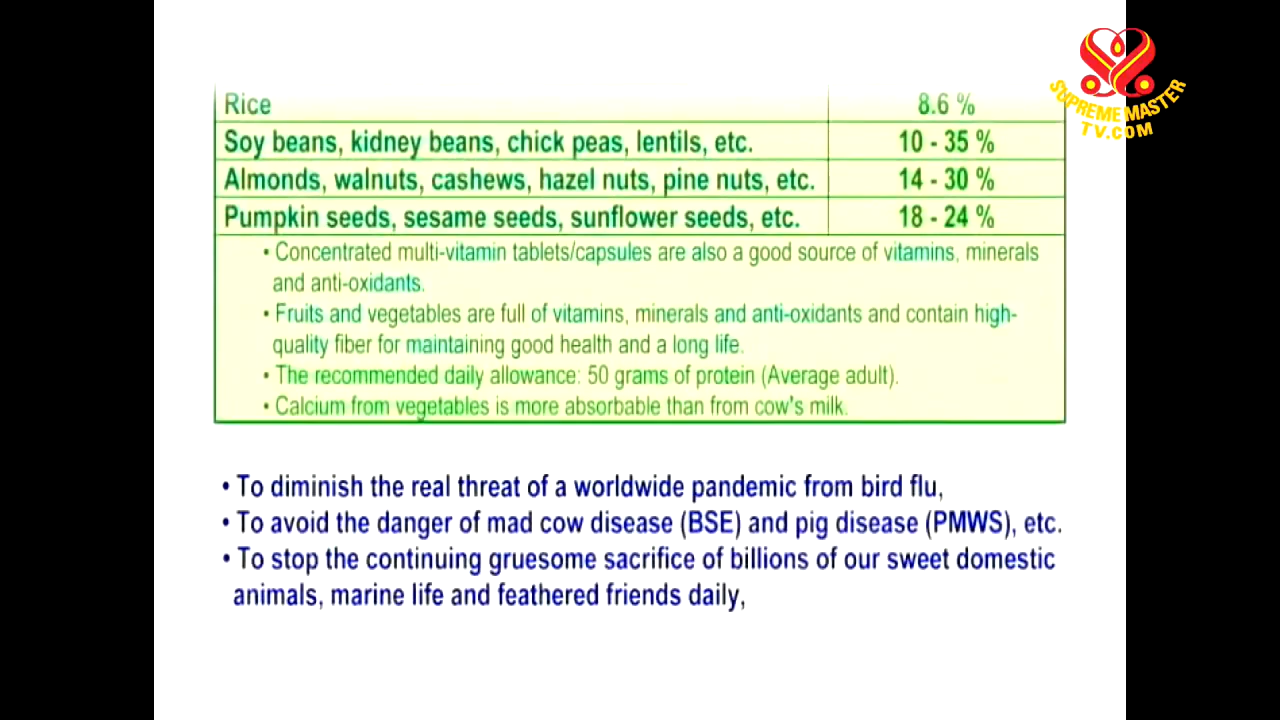 Rice 8.6 %
Soy beans, kidney beans, chick peas, lentils, etc. 10 - 35 %
Almonds, walnuts, cashews, hazel nuts, pine nuts, etc. 14 - 30 %
Pumpkin seeds, sesame seeds, sunflower seeds, etc. 18 - 24 %
• Concentrated multi-vitamin tablets/capsules are also a good source of vitamins, minerals
and anti-oxidants.
• Fruits and vegetables are full of vitamins, minerals and anti-oxidants and contain high-
quality fiber for maintaining good health and a long life.
• The recommended daily allowance: 50 grams of protein (Average adult).
• Calcium from vegetables is more absorbable than from cow's milk.
• To diminish the real threat of a worldwide pandemic from bird flu,
• To avoid the danger of mad cow disease (BSE) and pig disease (PMWS), etc.
• To stop the continuing gruesome sacrifice of billions of our sweet domestic
animals, marine life and feathered friends daily,
SUPREME MASTER
TV.COM